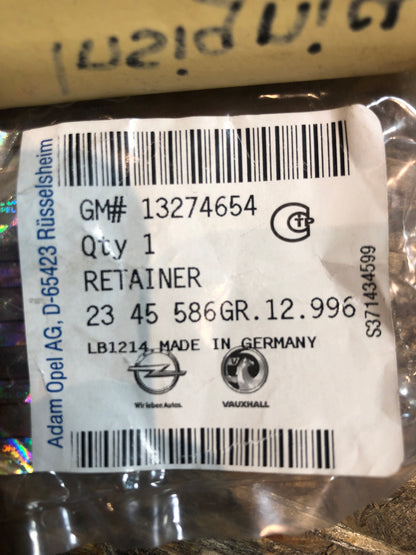 Insignia
Adam Opel AG, D-65423 Rüsselsheim
GM# 13274654
Qty 1
RETAINER
23 45 586GR.12.996
LB1214 MADE IN GERMANY
Wir leben Autos.
VAUXHALL
S371434599